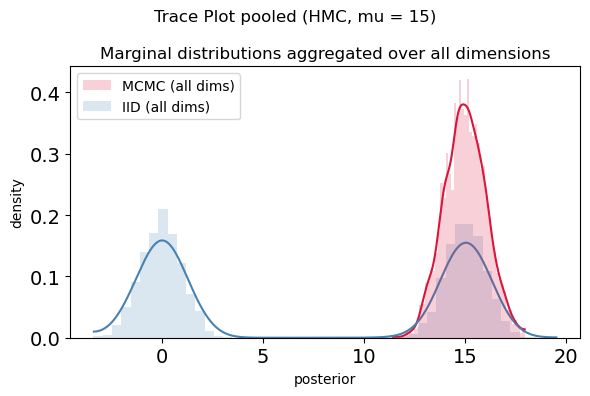 Trace Plot pooled (HMC, mu = 15)
Marginal distributions aggregated over all dimensions
MCMC (all dims)
IID (all dims)
density
0.4
0.3
0.2
0.1
0.0
0 5 10 15 20
posterior